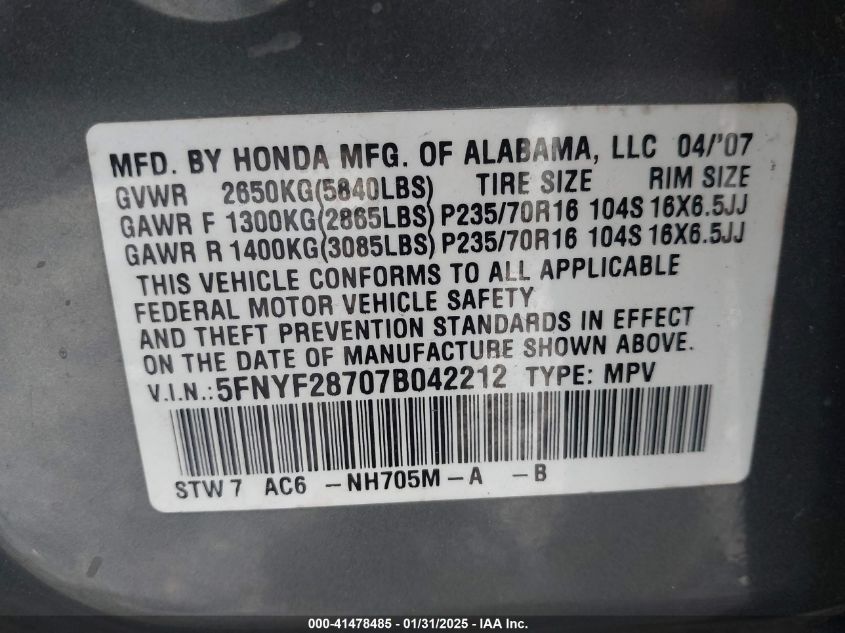 MFD. BY HONDA MFG. OF ALABAMA, LLC 04/'07
GVWR 2650KG(5840LBS) TIRE SIZE RIM SIZE
GAWR F 1300KG(2865LBS) P235/70R16 104S 16X6.5JJ
GAWR R 1400KG(3085LBS) P235/70R16 104S 16X6.5JJ
THIS VEHICLE CONFORMS TO ALL APPLICABLE
FEDERAL MOTOR VEHICLE SAFETY
AND THEFT PREVENTION STANDARDS IN EFFECT
ON THE DATE OF MANUFACTURE SHOWN ABOVE.
V.I.N.: 5FNYF28707B042212 TYPE: MPV
STW 7 AC6 -NH705M-A -B
000-41478485 - 01/31/2025 - IAA Inc.